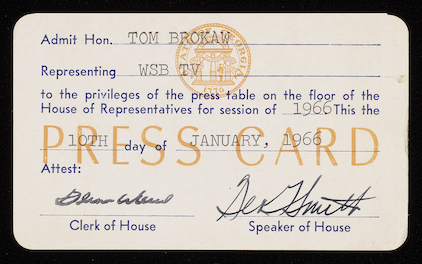 Admit Hon. TOM BROKAW
Representing WSB TV
to the privileges of the press table on the floor of the
House of Representatives for session of 1966 This the
10TH day of JANUARY, 1966
PRESS CARD
Attest:
Geo L Smith
Clerk of House Speaker of House